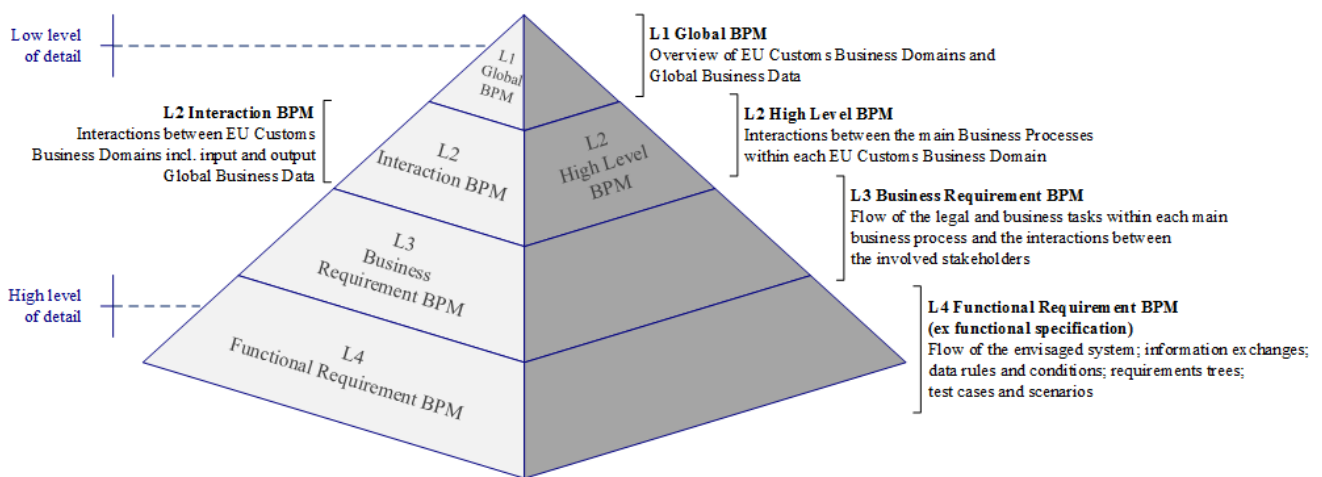 Low level
of detail
L1
Global
BPM
L1 Global BPM
Overview of EU Customs Business Domains and
Global Business Data
L2 Interaction BPM
Interactions between EU Customs
Business Domains incl. input and output
Global Business Data
L2
Interaction BPM
L2
High Level
BPM
L2 High Level BPM
Interactions between the main Business Processes
within each EU Customs Business Domain
L3
Business
Requirement BPM
L3 Business Requirement BPM
Flow of the legal and business tasks within each main
business process and the interactions between
the involved stakeholders
High level
of detail
L4
Functional Requirement BPM
L4 Functional Requirement BPM
(ex functional specification)
Flow of the envisaged system; information exchanges;
data rules and conditions; requirements trees;
test cases and scenarios